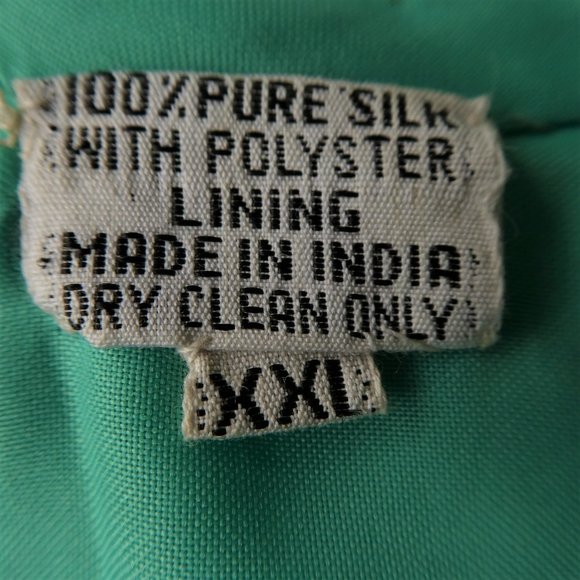 100% PURE SILK
WITH POLYSTER
LINING
MADE IN INDIA
DRY CLEAN ONLY
XXL